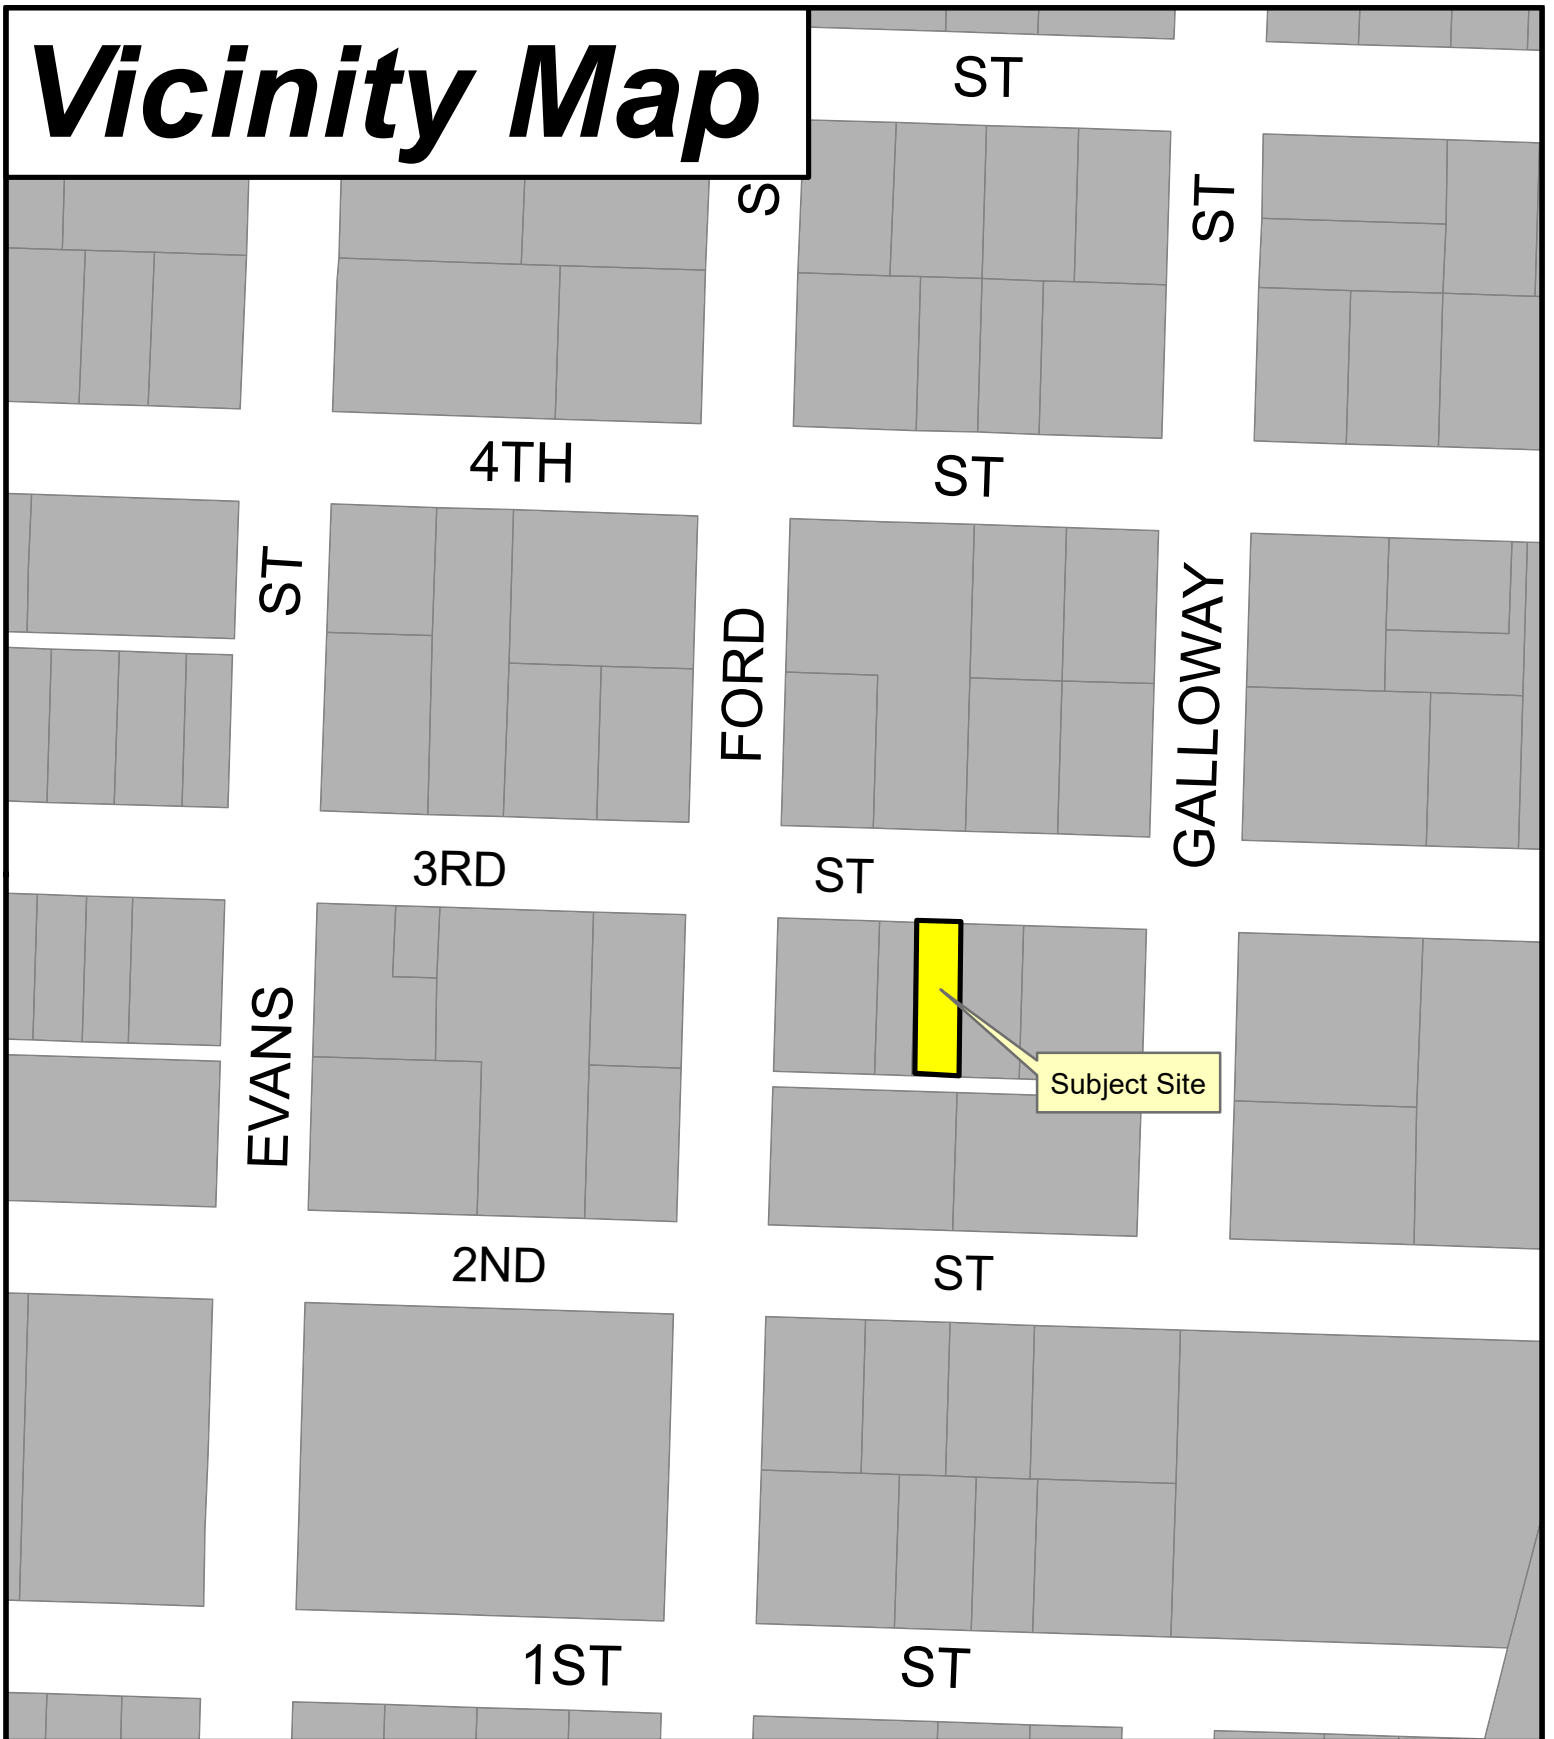 Vicinity Map
ST
S
ST
4TH ST
ST
FORD
GALLOWAY
3RD ST
EVANS
Subject Site
2ND ST
1ST ST